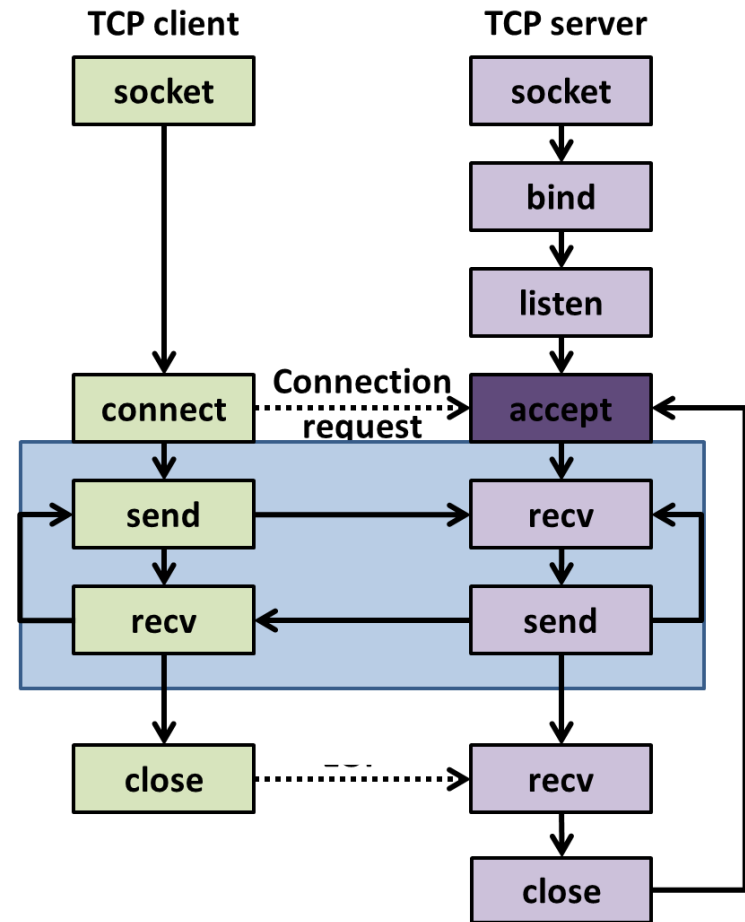 TCP client
TCP server
socket
socket
bind
listen
connect
Connection
request
accept
send
recv
recv
send
close
recv
close